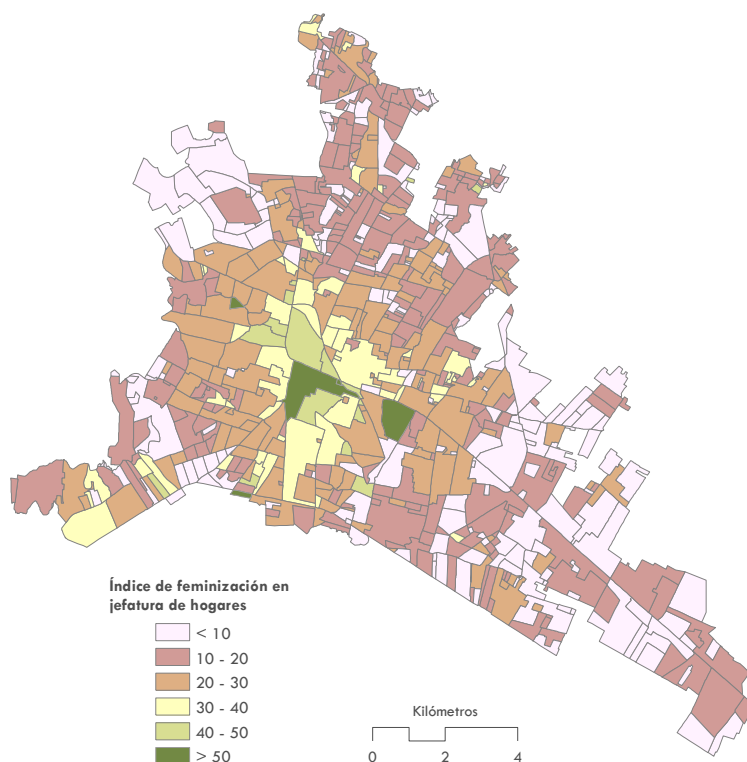 Índice de feminización en
jefatura de hogares
< 10
10 - 20
20 - 30
30 - 40
40 - 50
> 50
Kilómetros
0 2 4